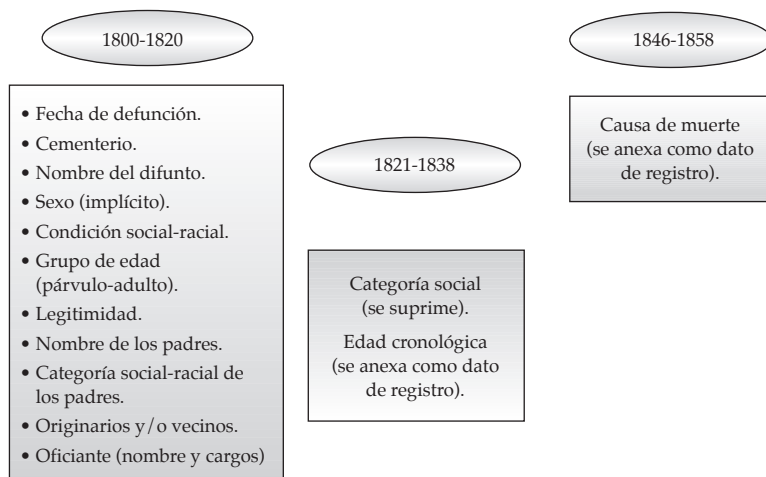 1800-1820
• Fecha de defunción.
• Cementerio.
• Nombre del difunto.
• Sexo (implícito).
• Condición social-racial.
• Grupo de edad
(párvulo-adulto).
• Legitimidad.
• Nombre de los padres.
• Categoría social-racial de
los padres.
• Originarios y/o vecinos.
• Oficiante (nombre y cargos)
1821-1838
Categoría social
(se suprime).
Edad cronológica
(se anexa como dato
de registro).
1846-1858
Causa de muerte
(se anexa como dato
de registro).